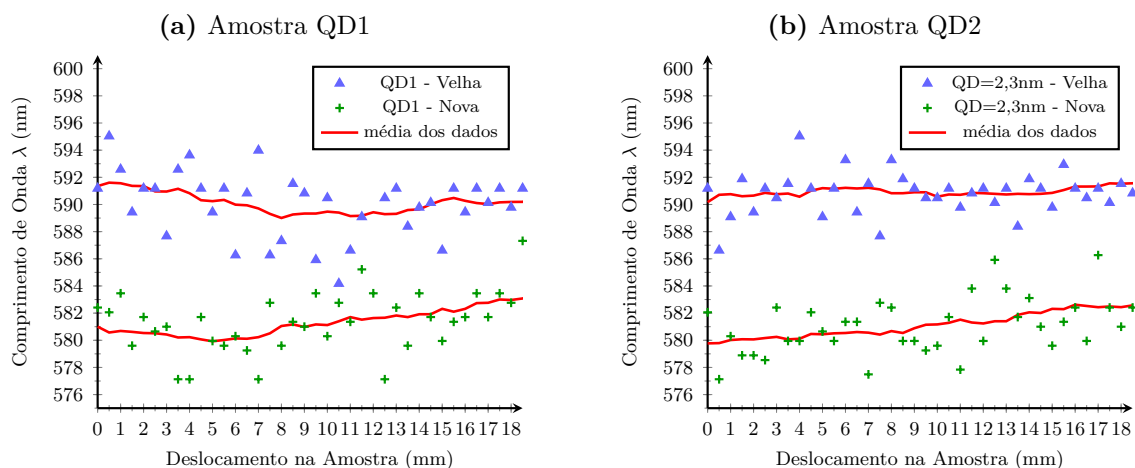 (a) Amostra QD1
600
598
596
594
592
590
588
586
584
582
580
578
576
0 1 2 3 4 5 6 7 8 9 10 11 12 13 14 15 16 17 18
Comprimento de Onda λ (nm)
Deslocamento na Amostra (mm)
QD1 - Velha
QD1 - Nova
média dos dados
(b) Amostra QD2
600
598
596
594
592
590
588
586
584
582
580
578
576
0 1 2 3 4 5 6 7 8 9 10 11 12 13 14 15 16 17 18
Comprimento de Onda λ (nm)
Deslocamento na Amostra (mm)
QD=2,3nm - Velha
QD=2,3nm - Nova
média dos dados